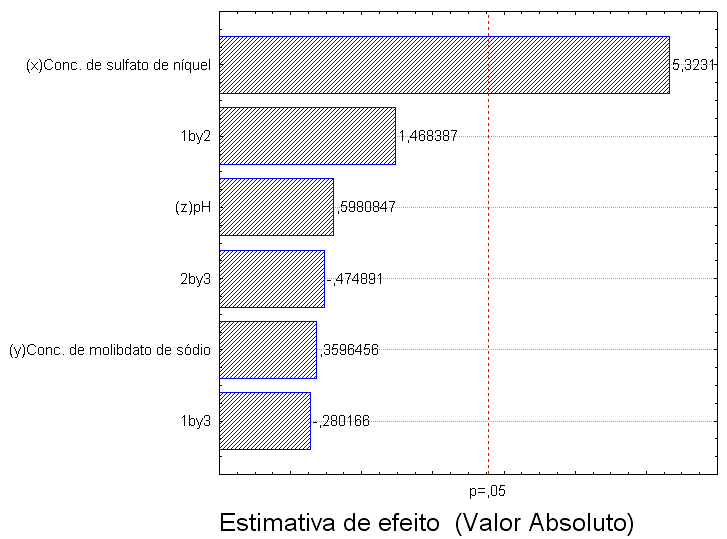 (x)Conc. de sulfato de níquel
5,3231
1by2
1,468387
(z)pH
,5980847
2by3
-,474891
(y)Conc. de molibdato de sódio
,3596456
1by3
-,280166
p=,05
Estimativa de efeito (Valor Absoluto)